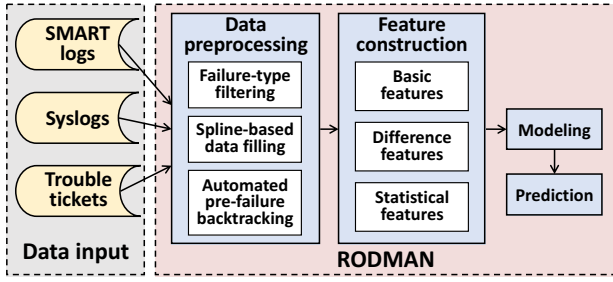 SMART
logs
Syslogs
Trouble
tickets
Data input
Data
preprocessing
Failure-type
filtering
Spline-based
data filling
Automated
pre-failure
backtracking
Feature
construction
Basic
features
Difference
features
Statistical
features
Modeling
Prediction
RODMAN